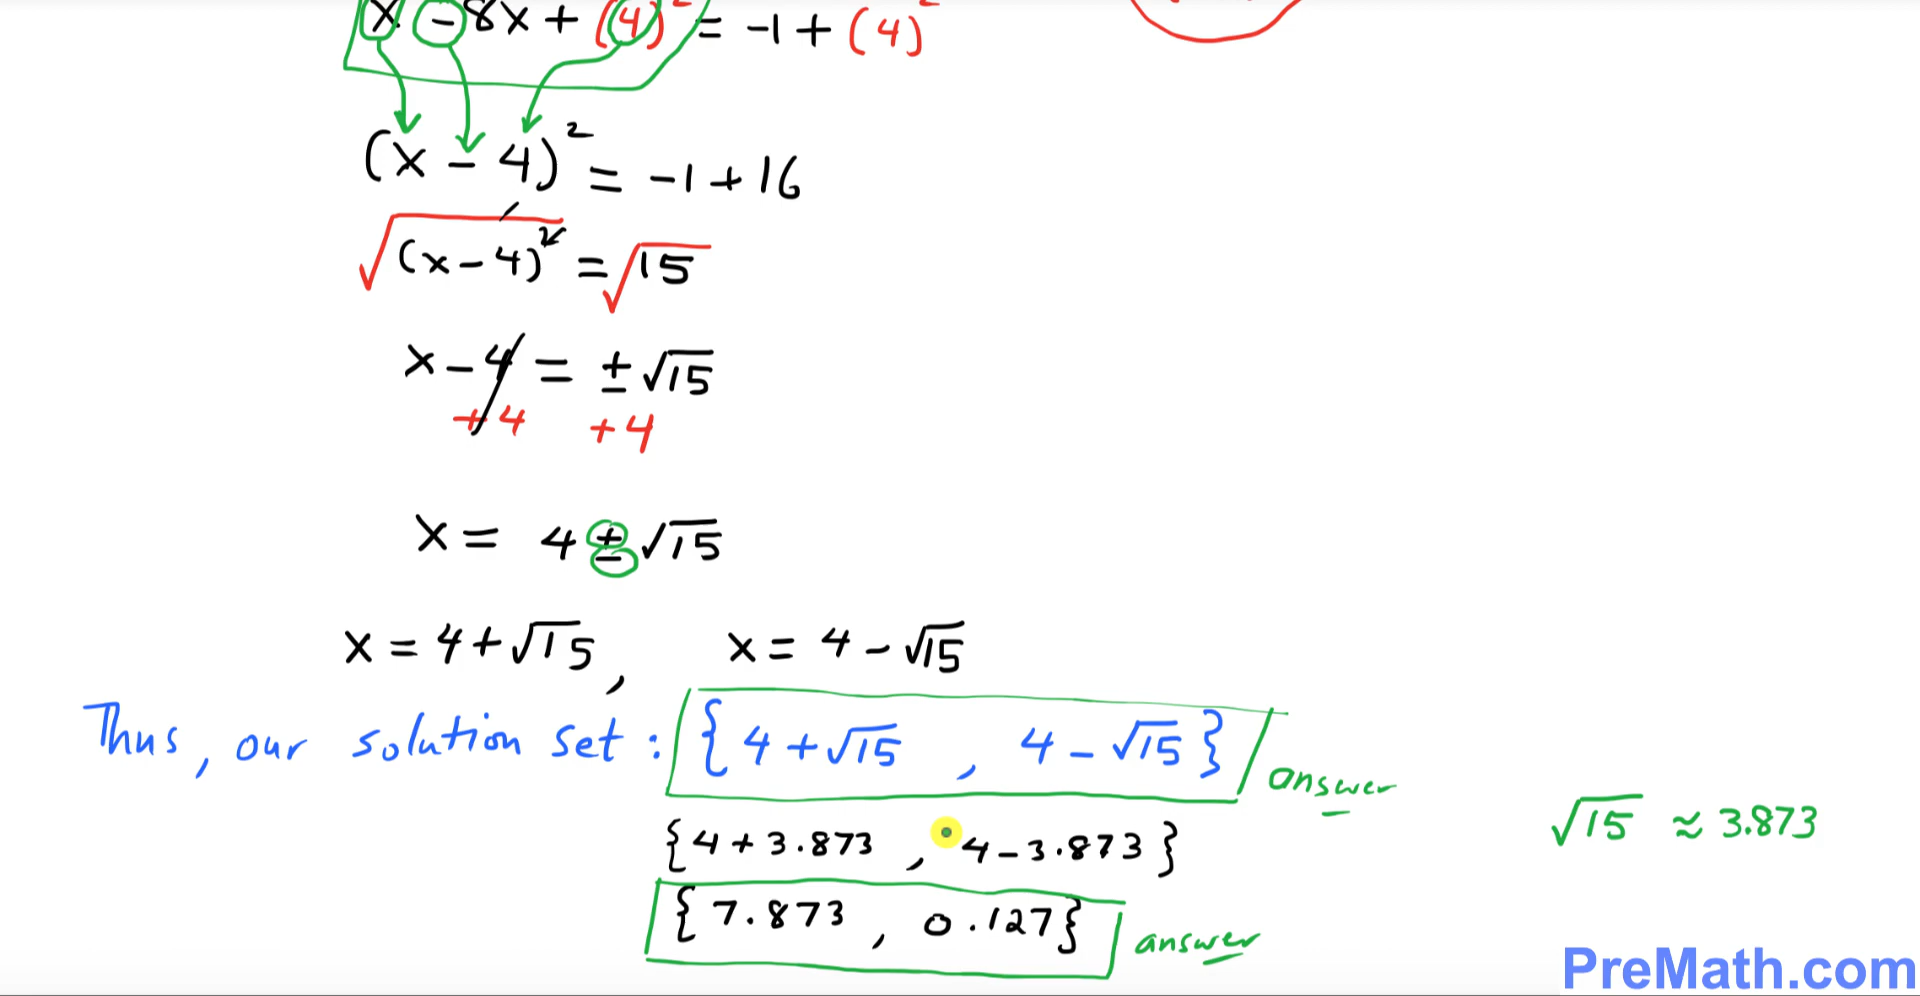 x² - 8x + (4)² = -1 + (4)²
(x - 4)² = -1 + 16
√(x - 4)² = √15
x - 4 = ± √15
+ 4 + 4
x = 4 ± √15
x = 4 + √15, x = 4 - √15
Thus, our solution set : {4 + √15 , 4 - √15} answer
√15 ≈ 3.873
{4 + 3.873 , 4 - 3.873}
{7.873 , 0.127} answer
PreMath.com